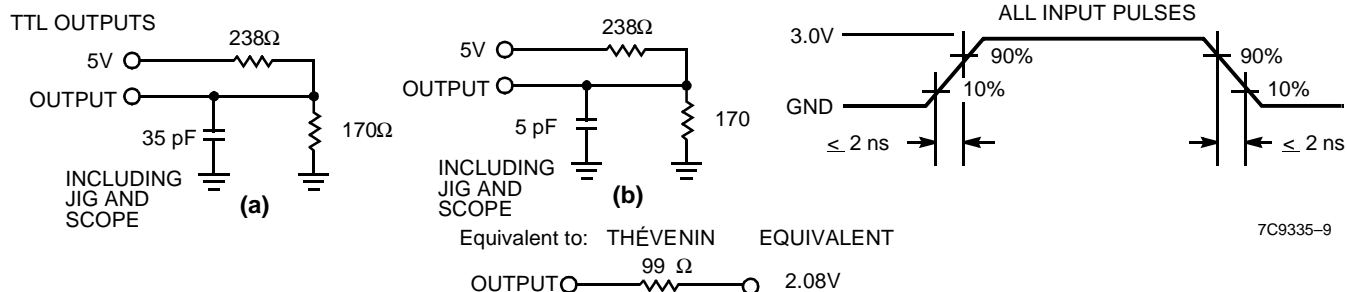 TTL OUTPUTS
5V
238Ω
OUTPUT
35 pF
170Ω
INCLUDING
JIG AND
SCOPE
(a)
5V
238Ω
OUTPUT
5 pF
170
INCLUDING
JIG AND
SCOPE
(b)
Equivalent to: THÉVENIN EQUIVALENT
OUTPUT
99 Ω
2.08V
ALL INPUT PULSES
3.0V
90%
10%
GND
≤ 2 ns
90%
10%
≤ 2 ns
7C9335–9